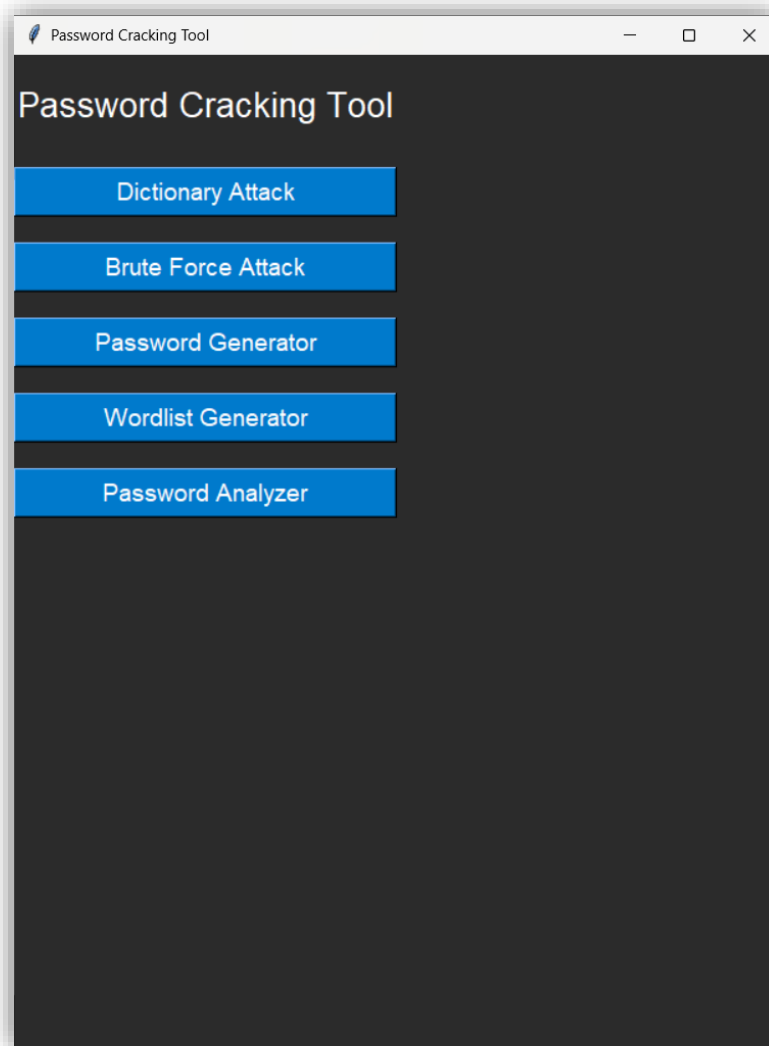 Password Cracking Tool
Password Cracking Tool
Dictionary Attack
Brute Force Attack
Password Generator
Wordlist Generator
Password Analyzer